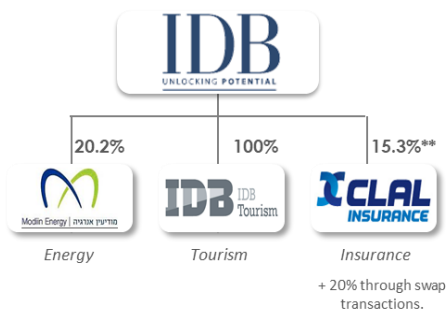 IDB
UNLOCKING POTENTIAL
20.2%
100%
15.3%**
Modiin Energy | מודיעין אנרגיה
IDB
IDB
Tourism
CLAL
INSURANCE
Energy
Tourism
Insurance
+ 20% through swap
transactions.